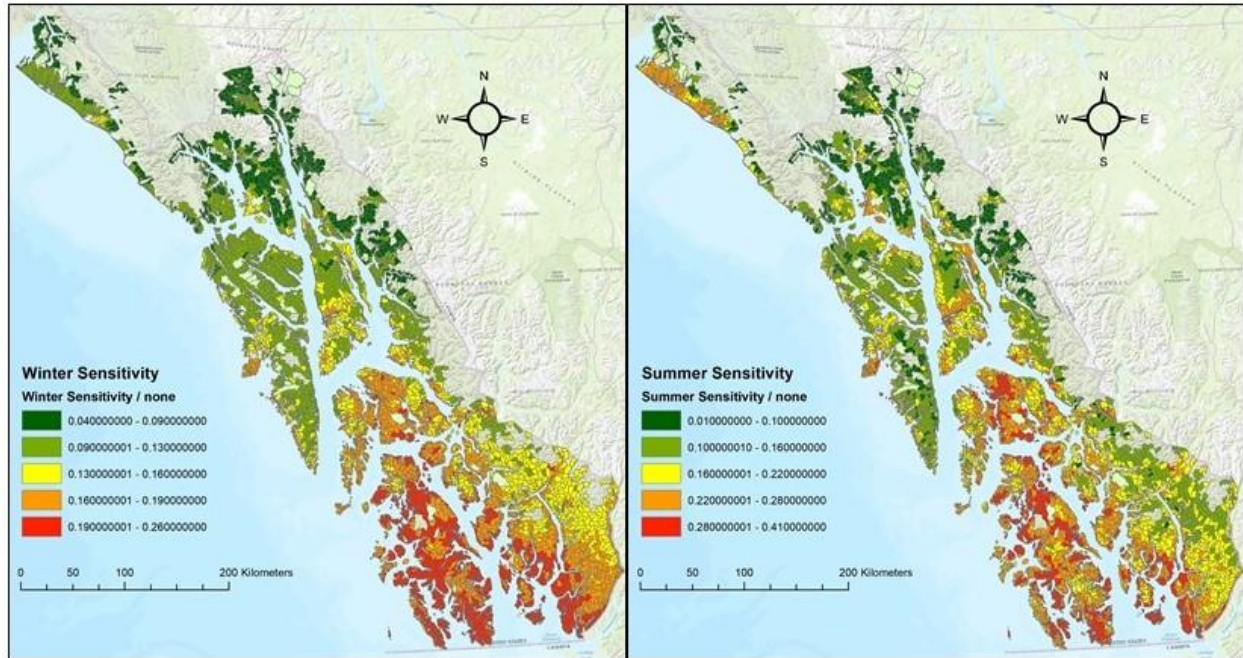 N
W
E
S
Winter Sensitivity
Winter Sensitivity / none
0.040000000 - 0.090000000
0.090000001 - 0.130000000
0.130000001 - 0.160000000
0.160000001 - 0.190000000
0.190000001 - 0.260000000
0 50 100 200 Kilometers
N
W
E
S
Summer Sensitivity
Summer Sensitivity / none
0.010000000 - 0.100000000
0.100000010 - 0.160000000
0.160000001 - 0.220000000
0.220000001 - 0.280000000
0.280000001 - 0.410000000
0 50 100 200 Kilometers